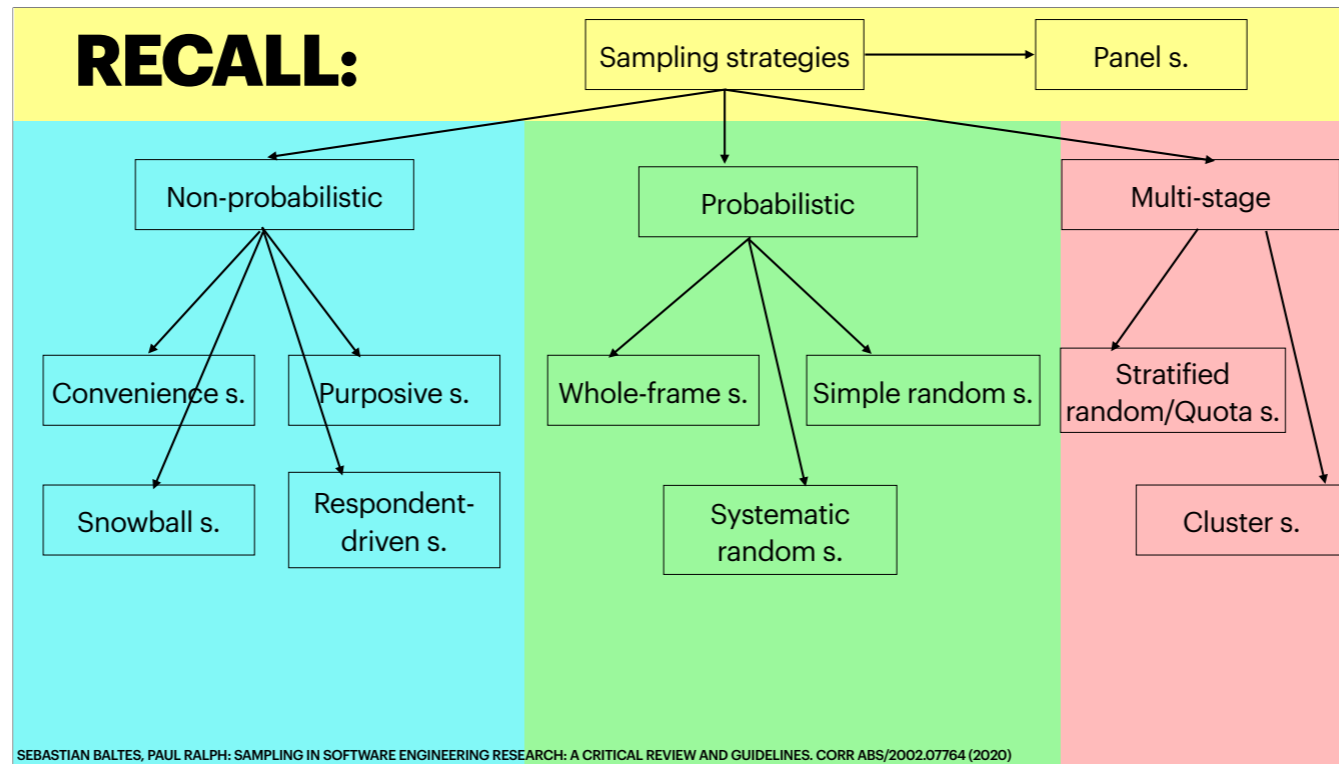 RECALL:
Sampling strategies
Panel s.
Non-probabilistic
Probabilistic
Multi-stage
Convenience s.
Purposive s.
Whole-frame s.
Simple random s.
Stratified
random/Quota s.
Snowball s.
Respondent-
driven s.
Systematic
random s.
Cluster s.
SEBASTIAN BALTES, PAUL RALPH: SAMPLING IN SOFTWARE ENGINEERING RESEARCH: A CRITICAL REVIEW AND GUIDELINES. CORR ABS/2002.07764 (2020)